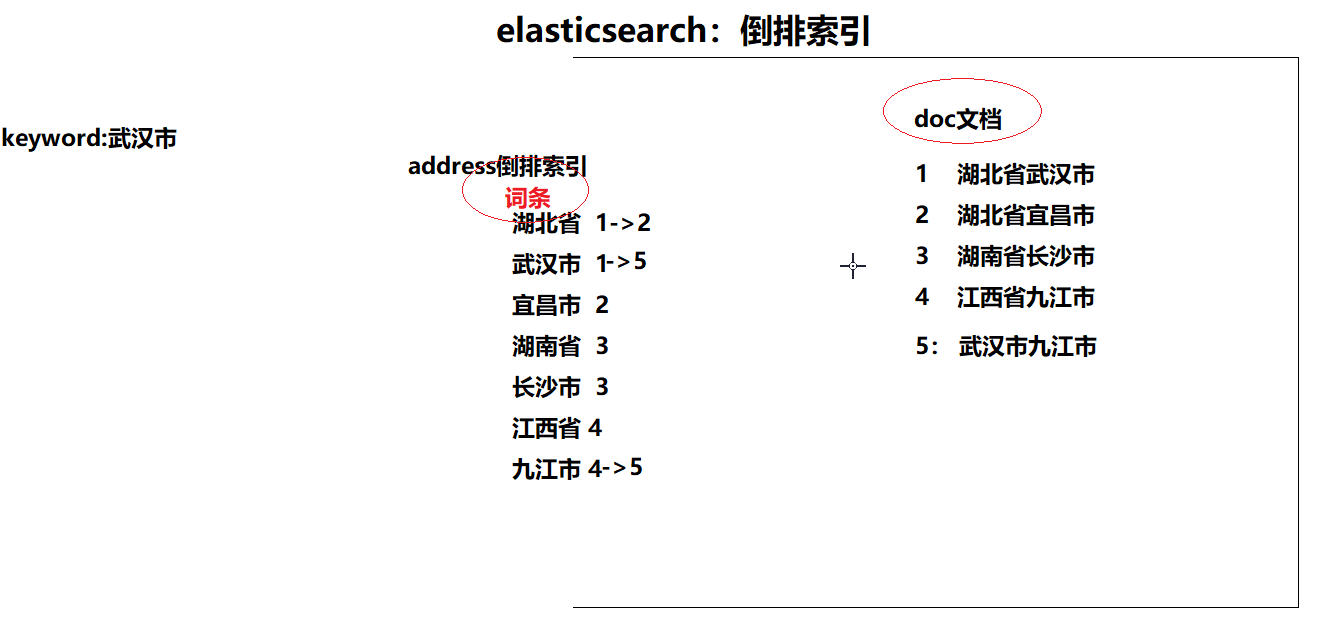 elasticsearch：倒排索引
keyword:武汉市
address倒排索引
词条
湖北省 1->2
武汉市 1->5
宜昌市 2
湖南省 3
长沙市 3
江西省 4
九江市 4->5
doc文档
1 湖北省武汉市
2 湖北省宜昌市
3 湖南省长沙市
4 江西省九江市
5： 武汉市九江市